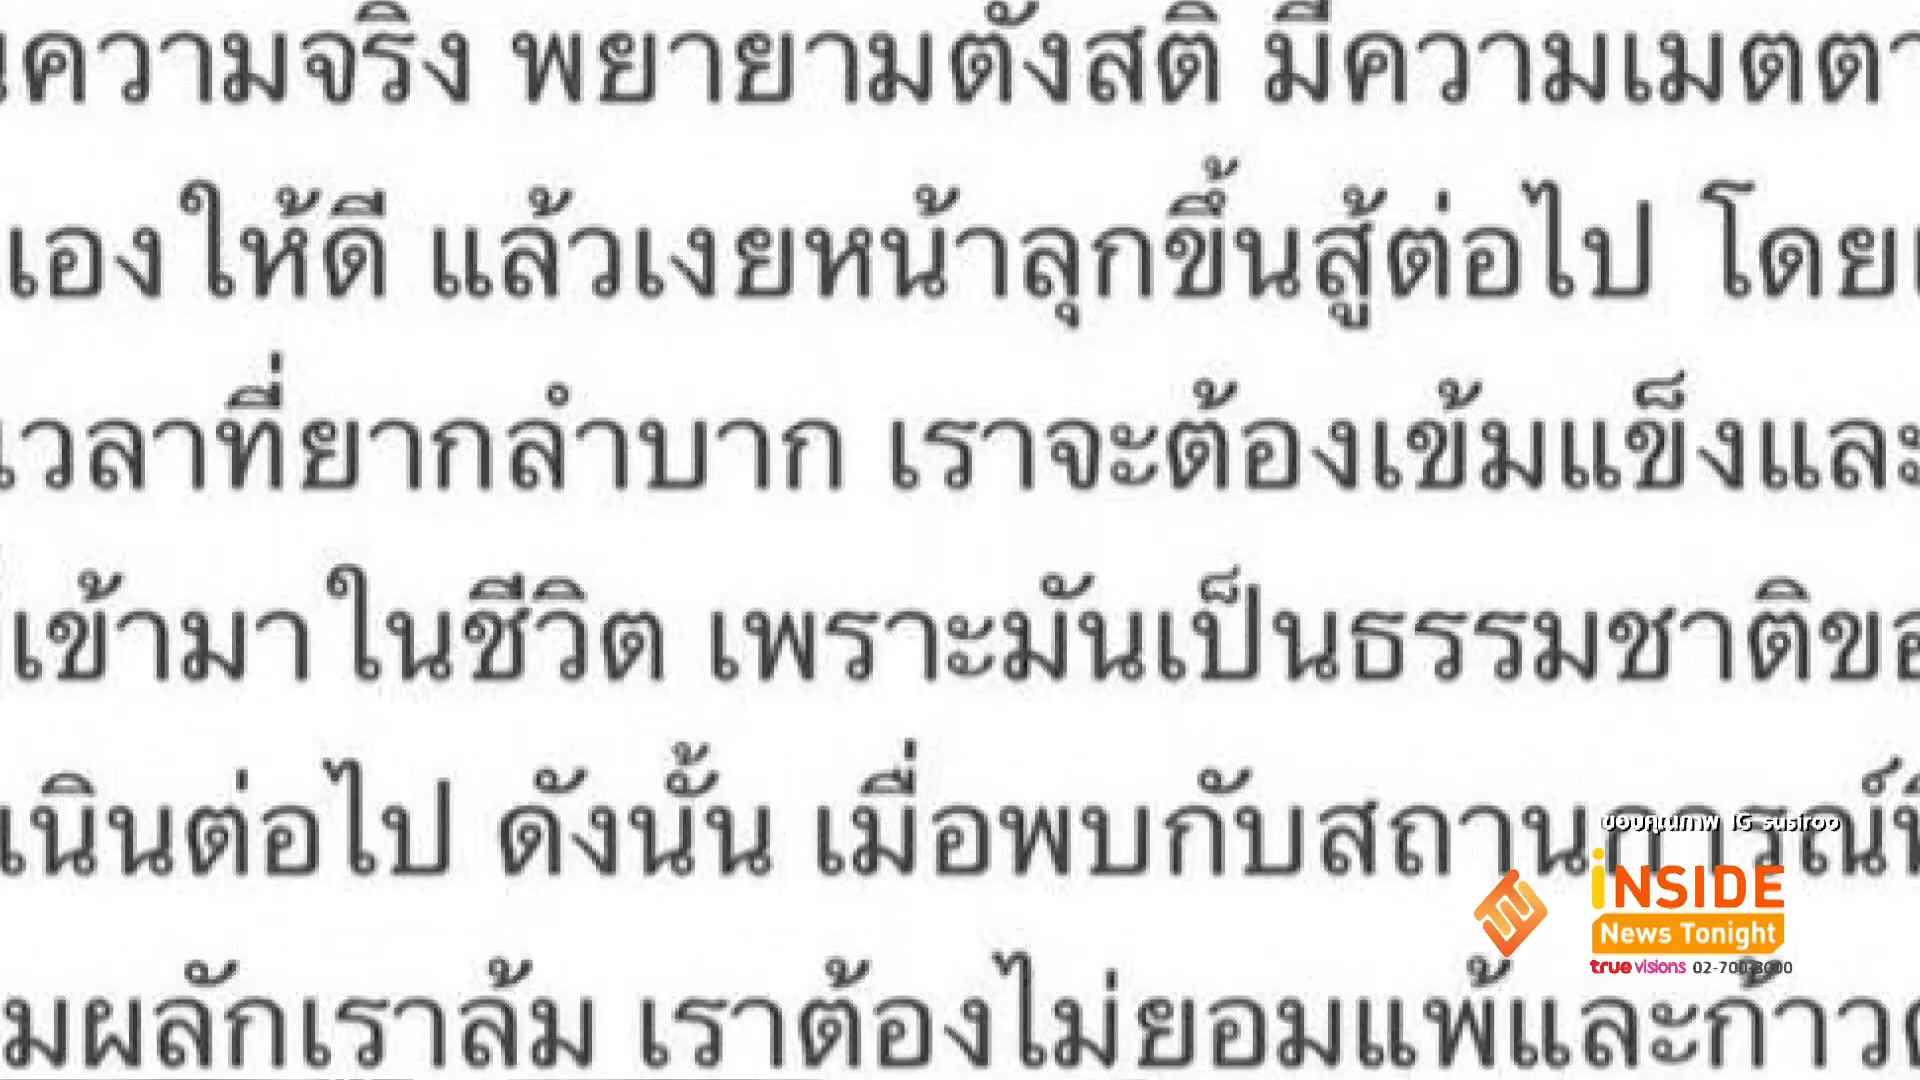 ความจริง พยายามตั้งสติ มีความเมตตา
เองให้ดี แล้วเงยหน้าลุกขึ้นสู้ต่อไป โดย
เวลาที่ยากลำบาก เราจะต้องเข้มแข็งและ
เข้ามาในชีวิต เพราะมันเป็นธรรมชาติขอ
เนินต่อไป ดังนั้น เมื่อพบกับสถานการณ์ที่
ขอบคุณภาพ IG susiroo
iNSIDE
News Tonight
truevisions 02-700-8000
มผลักเราล้ม เราต้องไม่ยอมแพ้และก้าว